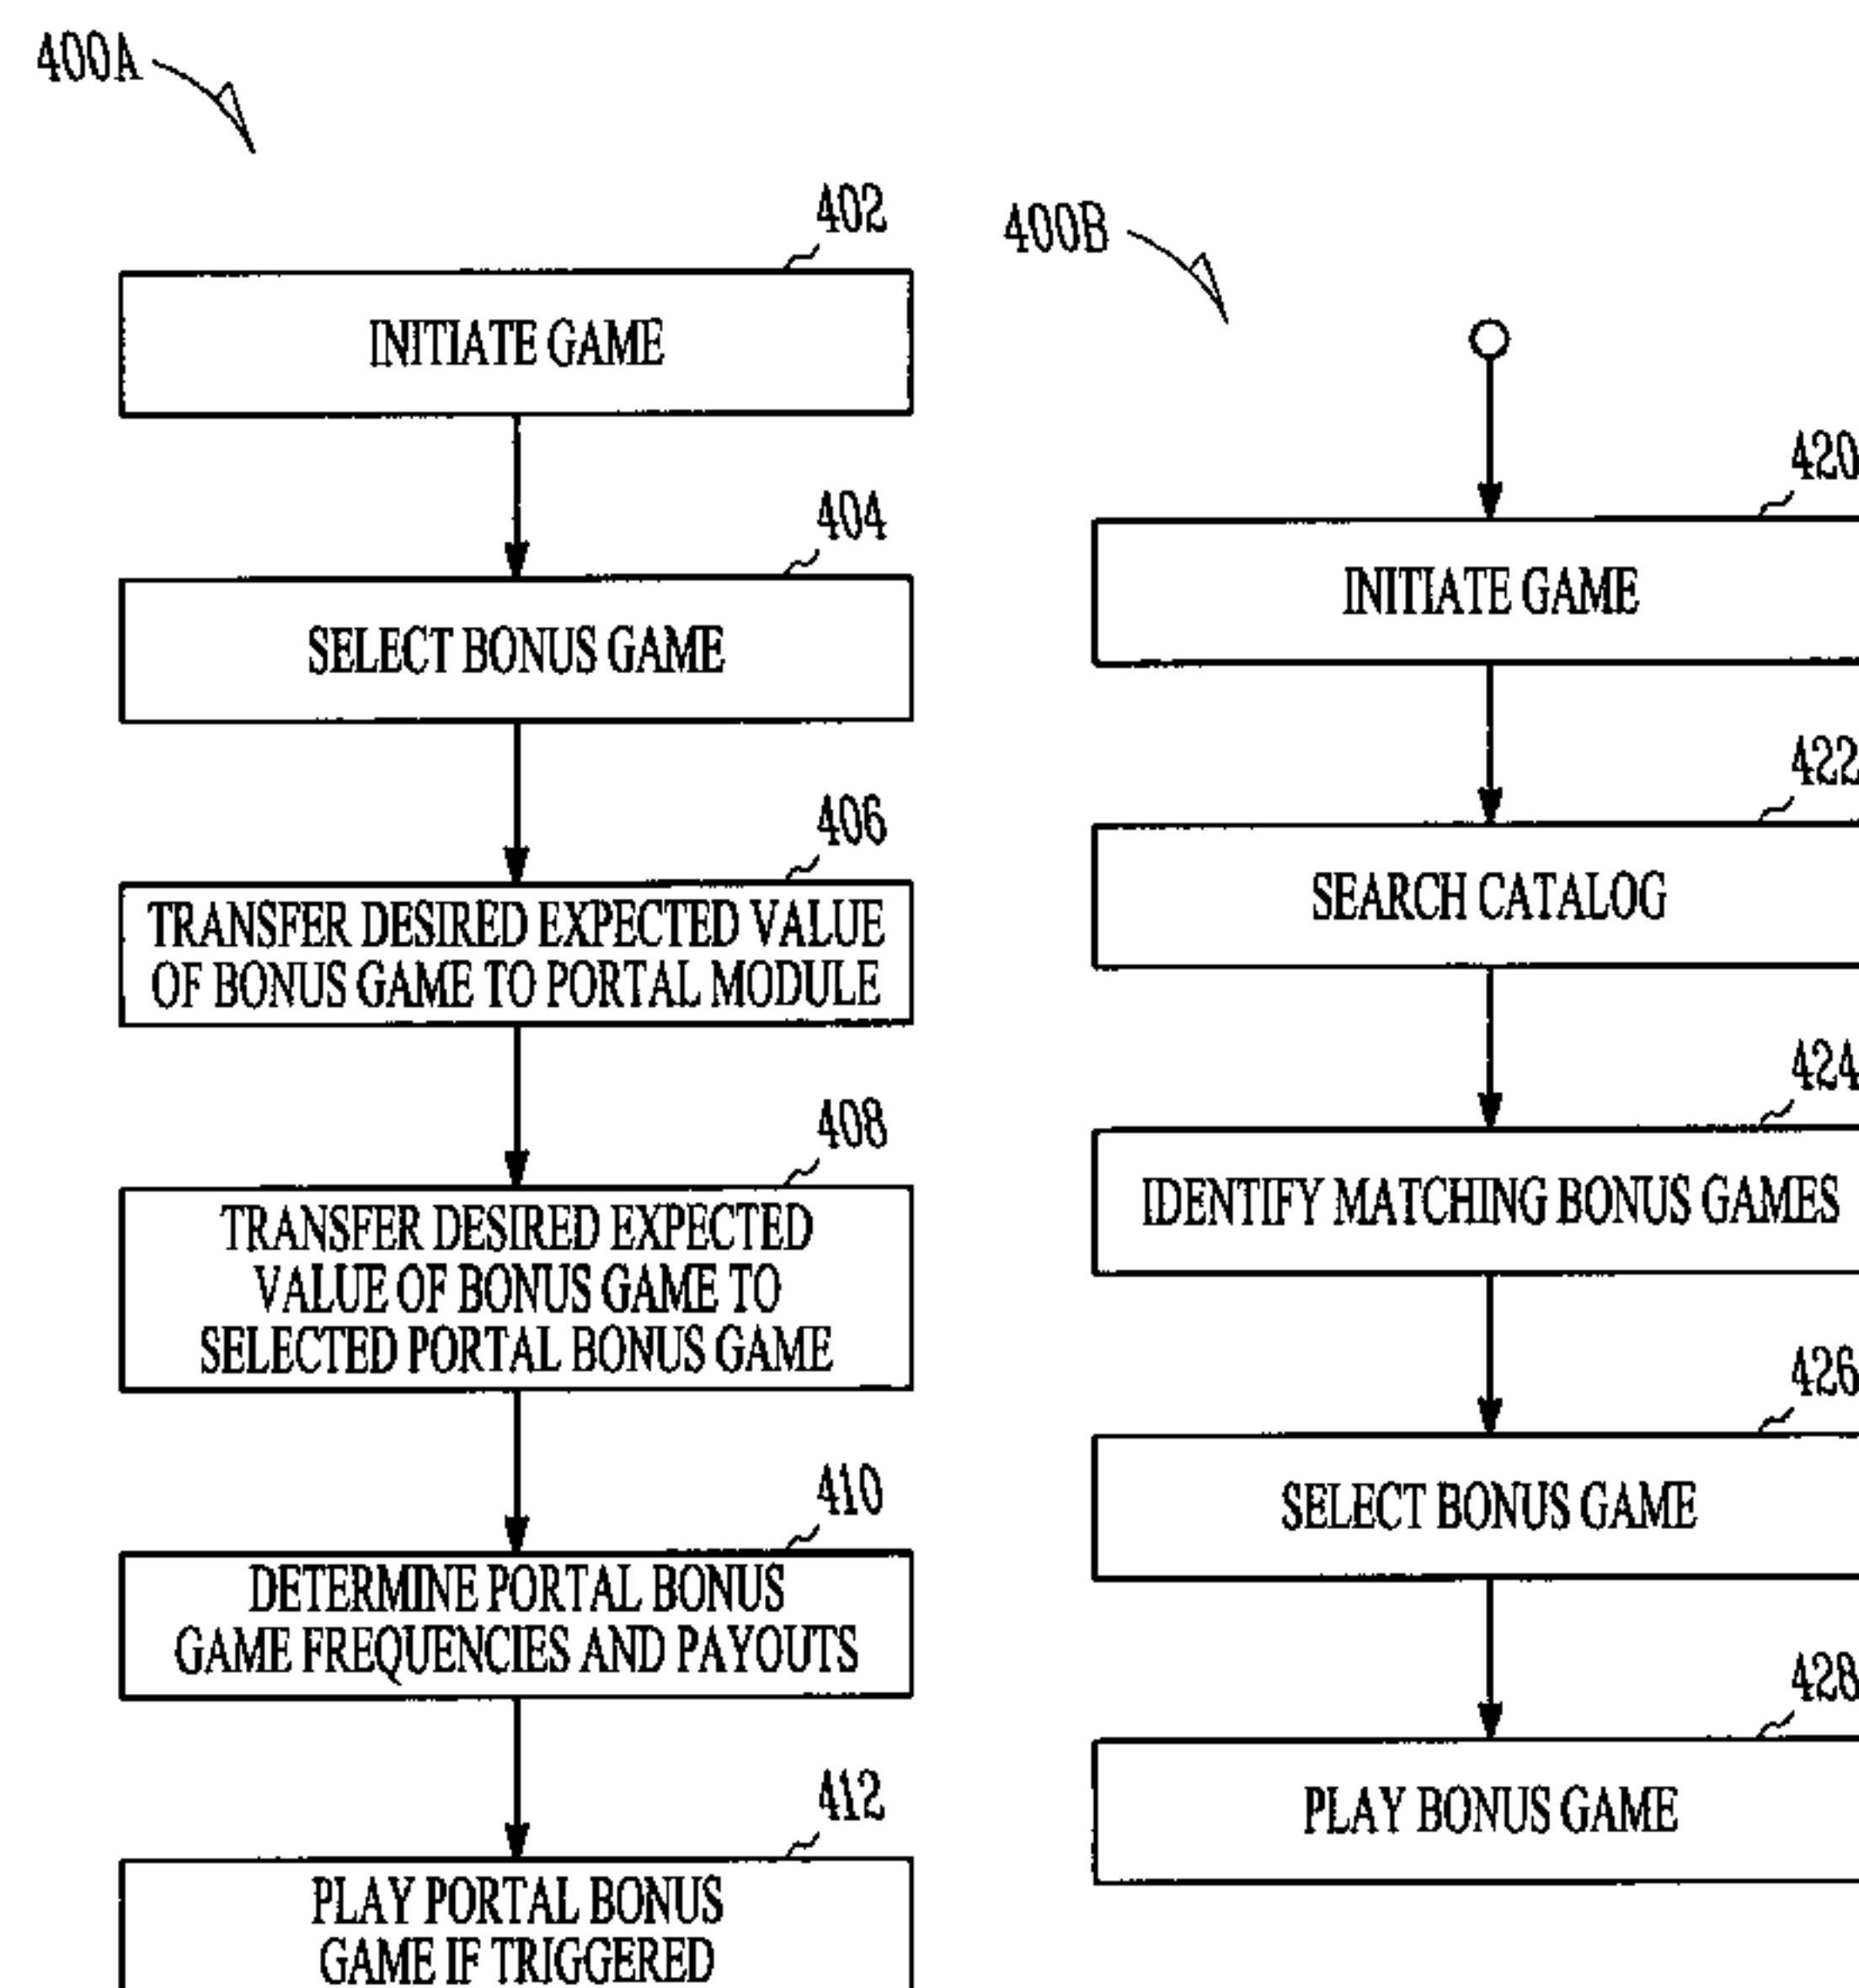 400A
402
INITIATE GAME
404
SELECT BONUS GAME
406
TRANSFER DESIRED EXPECTED VALUE
OF BONUS GAME TO PORTAL MODULE
408
TRANSFER DESIRED EXPECTED
VALUE OF BONUS GAME TO
SELECTED PORTAL BONUS GAME
410
DETERMINE PORTAL BONUS
GAME FREQUENCIES AND PAYOUTS
412
PLAY PORTAL BONUS
GAME IF TRIGGERED
400B
420
INITIATE GAME
422
SEARCH CATALOG
424
IDENTIFY MATCHING BONUS GAMES
426
SELECT BONUS GAME
428
PLAY BONUS GAME